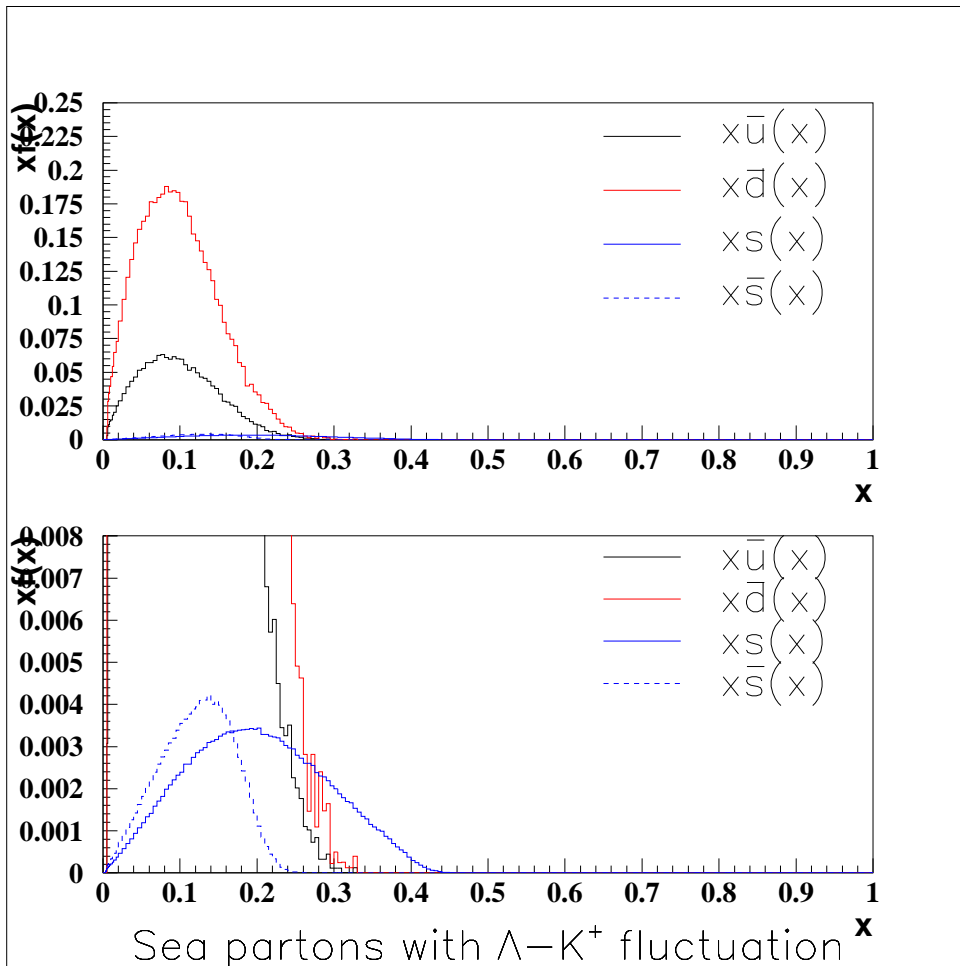 xf(x)
0.25
0.225
0.2
0.175
0.15
0.125
0.1
0.075
0.05
0.025
0
xū(x)
xd̄(x)
xs(x)
xs̄(x)
0 0.1 0.2 0.3 0.4 0.5 0.6 0.7 0.8 0.9 1
x
xf(x)
0.008
0.007
0.006
0.005
0.004
0.003
0.002
0.001
0
xū(x)
xd̄(x)
xs(x)
xs̄(x)
0 0.1 0.2 0.3 0.4 0.5 0.6 0.7 0.8 0.9 1
x
Sea partons with Λ−K⁺ fluctuation